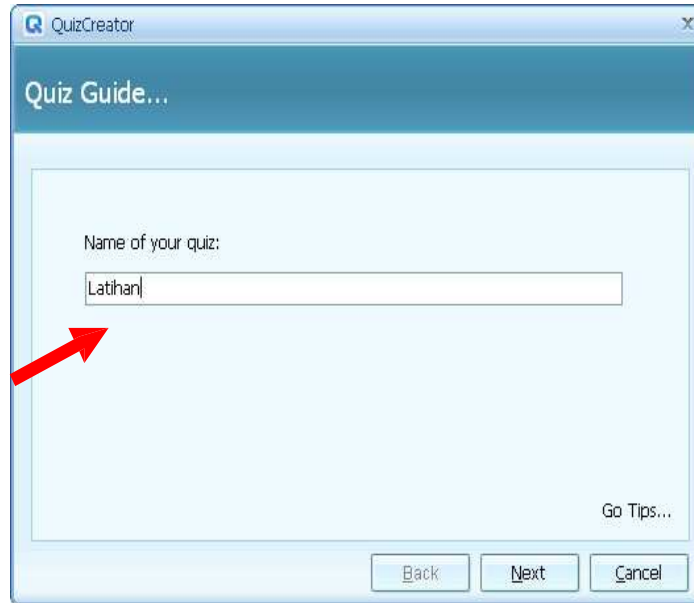 QuizCreator
Quiz Guide...
Name of your quiz:
Latihan
Go Tips...
Back Next Cancel